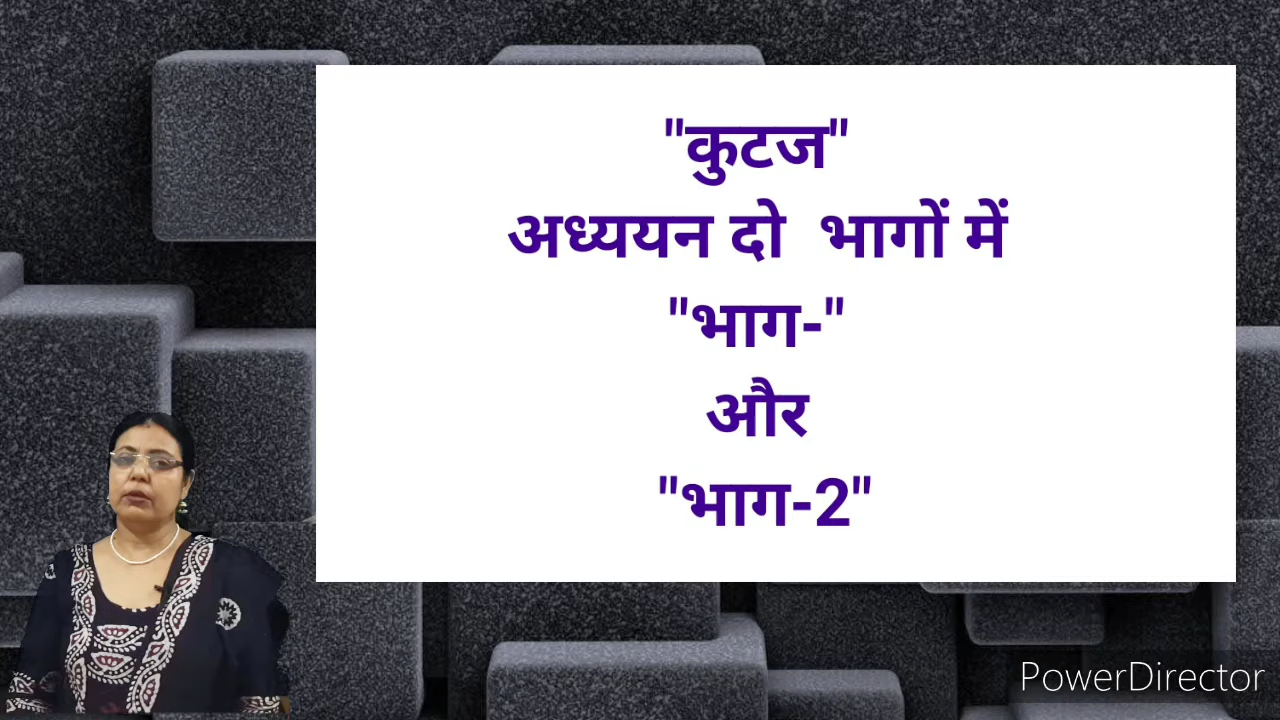 "कुटज"
अध्ययन दो भागों में
"भाग-"
और
"भाग-2"
PowerDirector